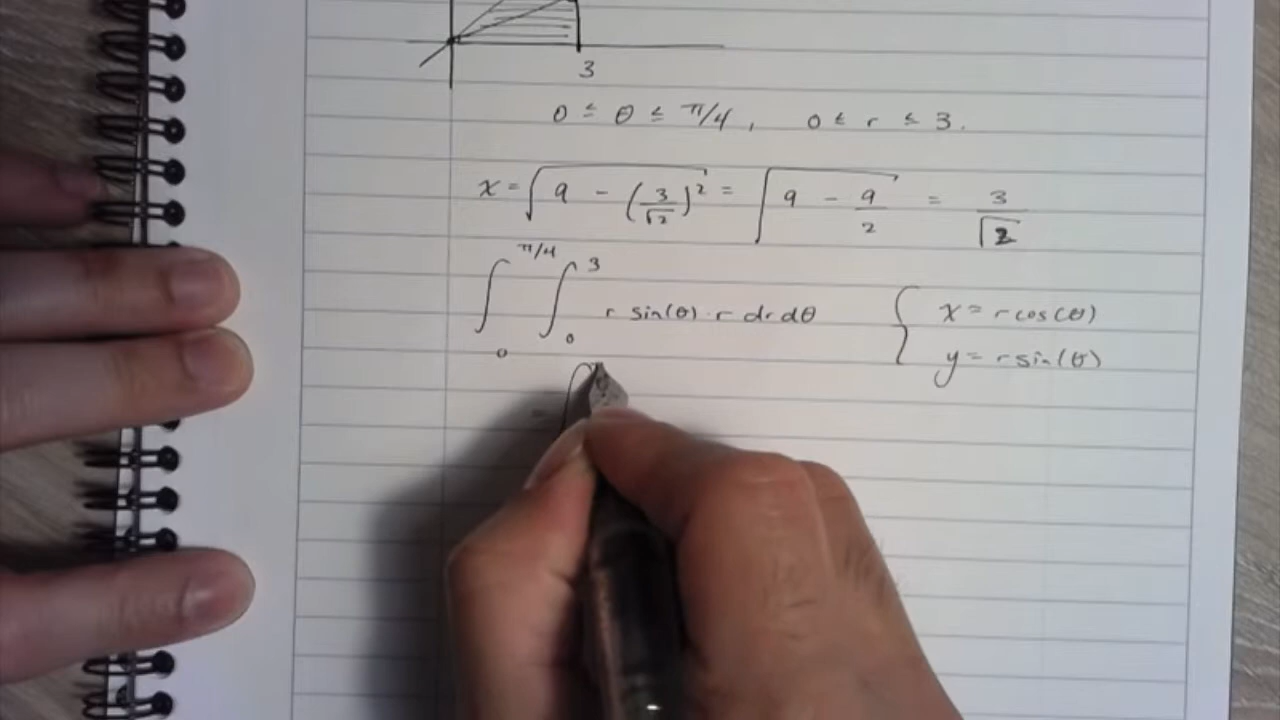 3
0 ≤ θ ≤ π/4, 0 ≤ r ≤ 3.
x = √(9 - (3/√2)²) = √(9 - 9/2) = 3/√2
∫₀^(π/4) ∫₀³ r sin(θ) · r dr dθ { x = r cos(θ)
y = r sin(θ)
= ∫